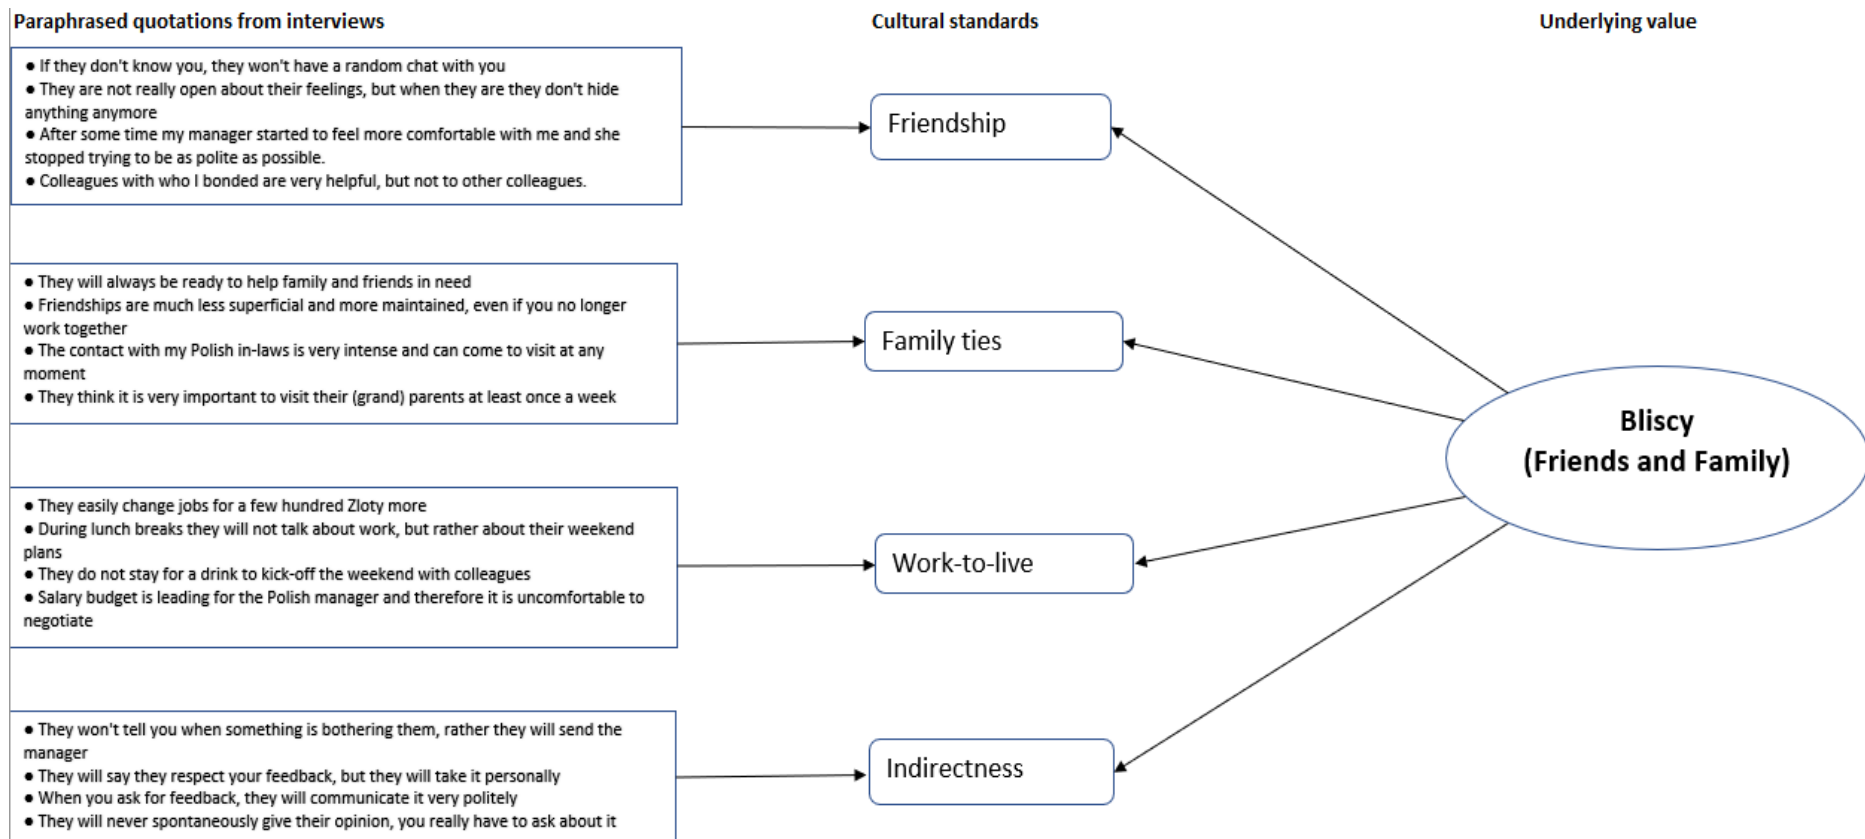 Paraphrased quotations from interviews
Cultural standards
Underlying value
● If they don't know you, they won't have a random chat with you
● They are not really open about their feelings, but when they are they don't hide
anything anymore
● After some time my manager started to feel more comfortable with me and she
stopped trying to be as polite as possible.
● Colleagues with who I bonded are very helpful, but not to other colleagues.
Friendship
● They will always be ready to help family and friends in need
● Friendships are much less superficial and more maintained, even if you no longer
work together
● The contact with my Polish in-laws is very intense and can come to visit at any
moment
● They think it is very important to visit their (grand) parents at least once a week
Family ties
Bliscy
(Friends and Family)
● They easily change jobs for a few hundred Zloty more
● During lunch breaks they will not talk about work, but rather about their weekend
plans
● They do not stay for a drink to kick-off the weekend with colleagues
● Salary budget is leading for the Polish manager and therefore it is uncomfortable to
negotiate
Work-to-live
● They won't tell you when something is bothering them, rather they will send the
manager
● They will say they respect your feedback, but they will take it personally
● When you ask for feedback, they will communicate it very politely
● They will never spontaneously give their opinion, you really have to ask about it
Indirectness